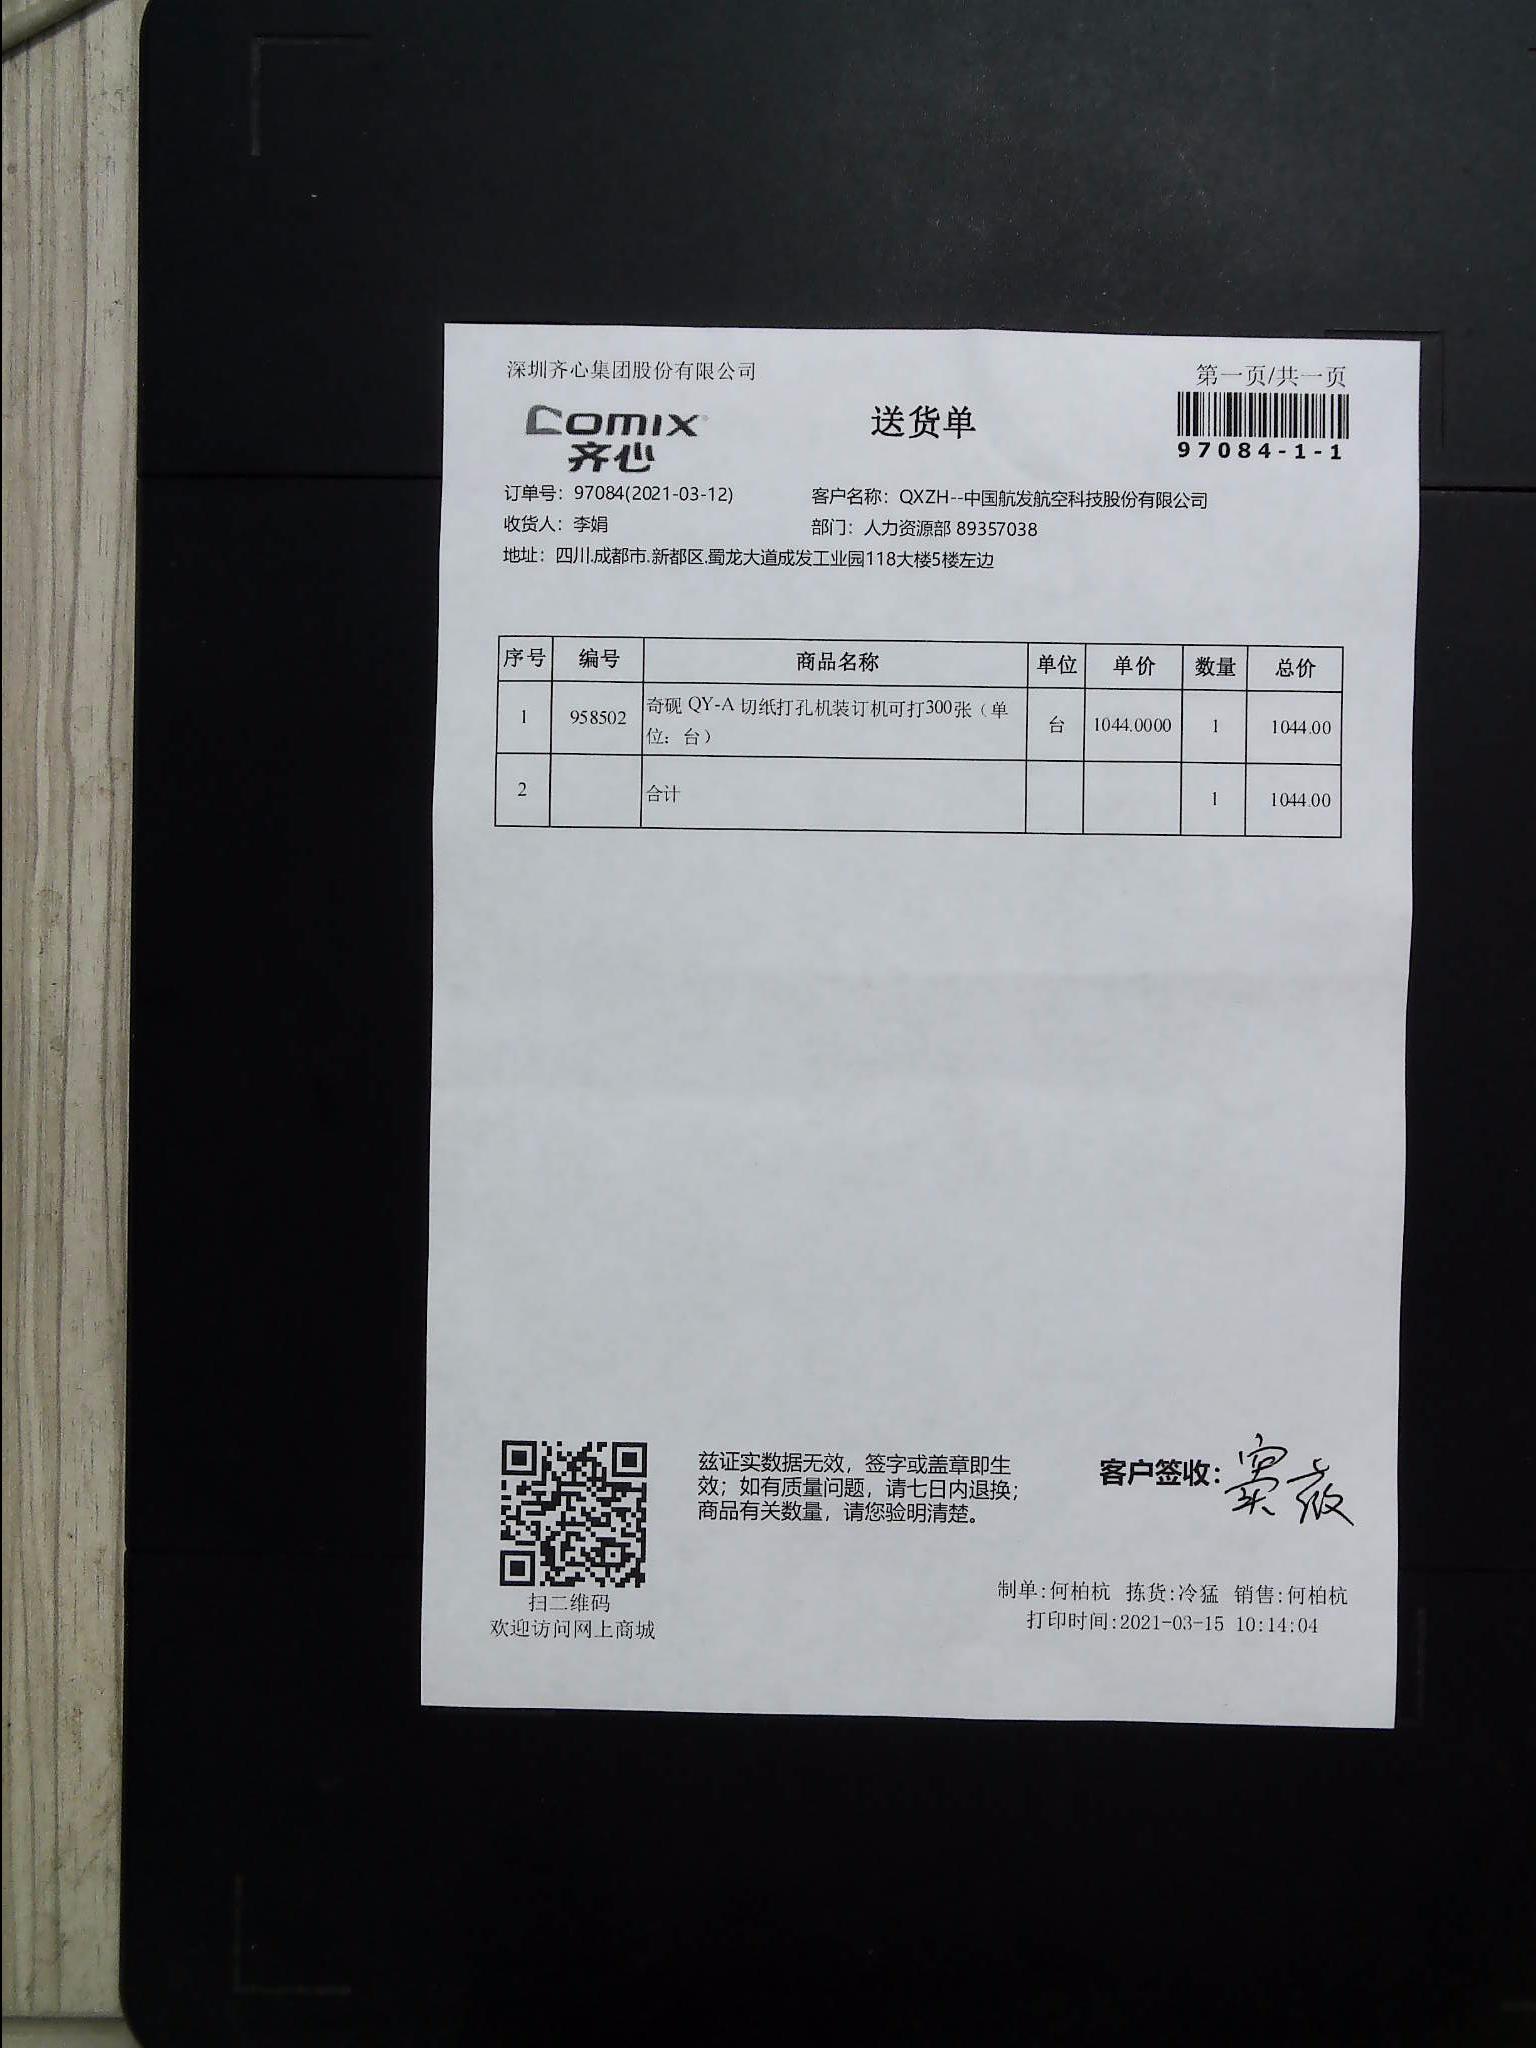 深圳齐心集团股份有限公司
第一页/共一页
COMIX
齐心
送货单
97084-1-1
订单号：97084(2021-03-12)
客户名称：QXZH--中国航发航空科技股份有限公司
收货人：李娟
部门：人力资源部 89357038
地址：四川.成都市.新都区.蜀龙大道成发工业园118大楼5楼左边
序号 编号 商品名称 单位 单价 数量 总价
1 958502 奇砚 QY-A 切纸打孔机装订机可打300张（单 台 1044.0000 1 1044.00
位：台）
2 合计 1 1044.00
兹证实数据无效，签字或盖章即生
效；如有质量问题，请七日内退换；
商品有关数量，请您验明清楚。
客户签收：窦薇
扫二维码
欢迎访问网上商城
制单:何柏杭 拣货:冷猛 销售:何柏杭
打印时间:2021-03-15 10:14:04